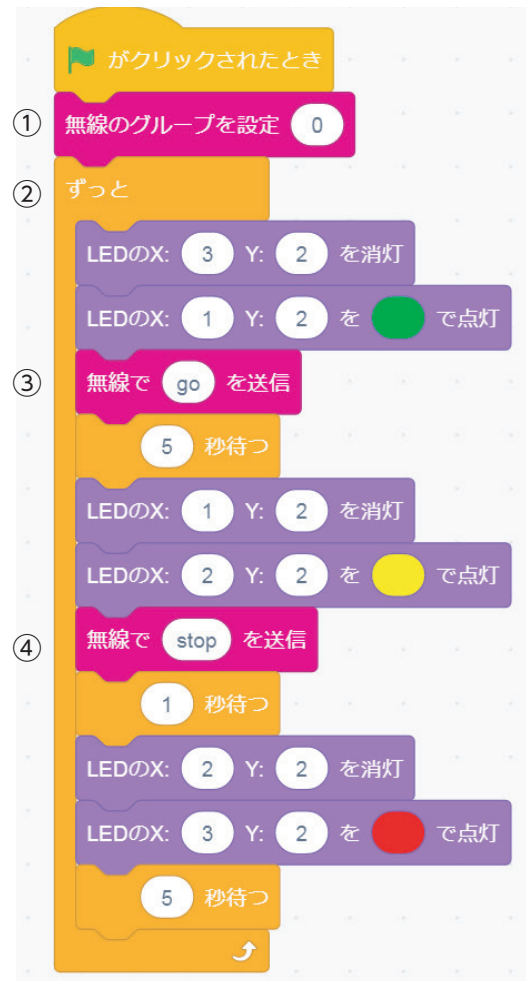 がクリックされたとき
① 無線のグループを設定 0
② ずっと
LEDのX: 3 Y: 2 を消灯
LEDのX: 1 Y: 2 を で点灯
③ 無線で go を送信
5 秒待つ
LEDのX: 1 Y: 2 を消灯
LEDのX: 2 Y: 2 を で点灯
④ 無線で stop を送信
1 秒待つ
LEDのX: 2 Y: 2 を消灯
LEDのX: 3 Y: 2 を で点灯
5 秒待つ